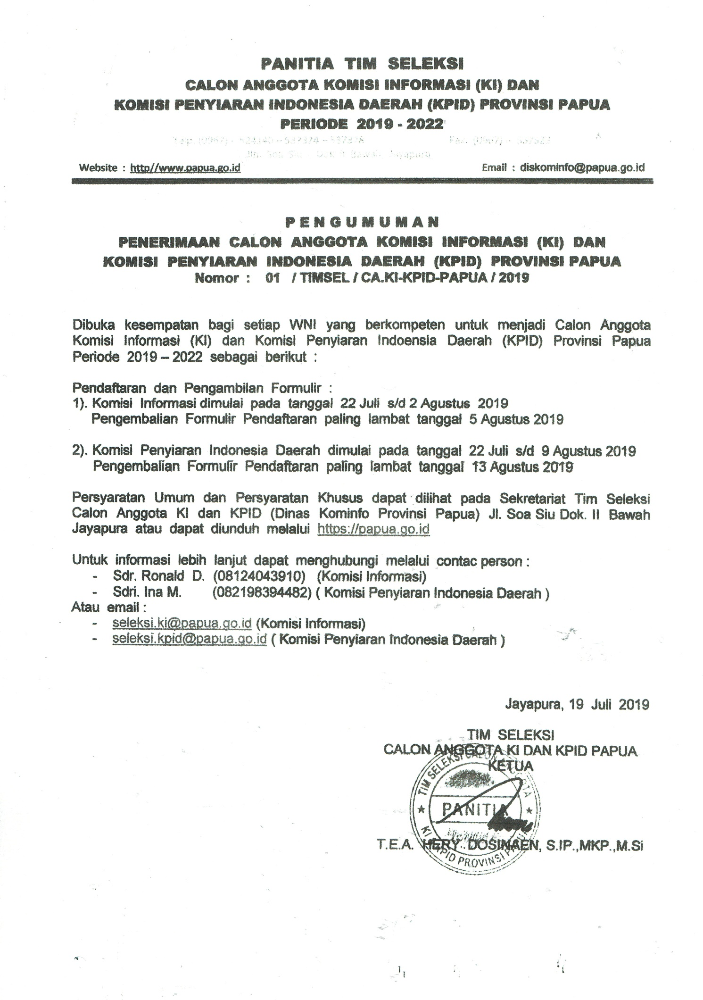 PANITIA TIM SELEKSI
CALON ANGGOTA KOMISI INFORMASI (KI) DAN
KOMISI PENYIARAN INDONESIA DAERAH (KPID) PROVINSI PAPUA
PERIODE 2019 - 2022
Jln. Soa Siu - Dok II Bawah, Jayapura
Website : http//www.papua.go.id Email : diskominfo@papua.go.id
P E N G U M U M A N
PENERIMAAN CALON ANGGOTA KOMISI INFORMASI (KI) DAN
KOMISI PENYIARAN INDONESIA DAERAH (KPID) PROVINSI PAPUA
Nomor : 01 / TIMSEL / CA.KI-KPID-PAPUA / 2019
Dibuka kesempatan bagi setiap WNI yang berkompeten untuk menjadi Calon Anggota
Komisi Informasi (KI) dan Komisi Penyiaran Indoensia Daerah (KPID) Provinsi Papua
Periode 2019 – 2022 sebagai berikut :
Pendaftaran dan Pengambilan Formulir :
1). Komisi Informasi dimulai pada tanggal 22 Juli s/d 2 Agustus 2019
Pengembalian Formulir Pendaftaran paling lambat tanggal 5 Agustus 2019
2). Komisi Penyiaran Indonesia Daerah dimulai pada tanggal 22 Juli s/d 9 Agustus 2019
Pengembalian Formulir Pendaftaran paling lambat tanggal 13 Agustus 2019
Persyaratan Umum dan Persyaratan Khusus dapat dilihat pada Sekretariat Tim Seleksi
Calon Anggota KI dan KPID (Dinas Kominfo Provinsi Papua) Jl. Soa Siu Dok. II Bawah
Jayapura atau dapat diunduh melalui https://papua.go.id
Untuk informasi lebih lanjut dapat menghubungi melalui contac person :
- Sdr. Ronald D. (08124043910) (Komisi Informasi)
- Sdri. Ina M. (082198394482) ( Komisi Penyiaran Indonesia Daerah )
Atau email :
- seleksi.ki@papua.go.id (Komisi Informasi)
- seleksi.kpid@papua.go.id ( Komisi Penyiaran Indonesia Daerah )
Jayapura, 19 Juli 2019
TIM SELEKSI
CALON ANGGOTA KI DAN KPID PAPUA
KETUA
TIM SELEKSI CALON ANGGOTA
PANITIA
KI & KPID PROVINSI PAPUA
T.E.A. HERY DOSINAEN, S.IP.,MKP.,M.Si